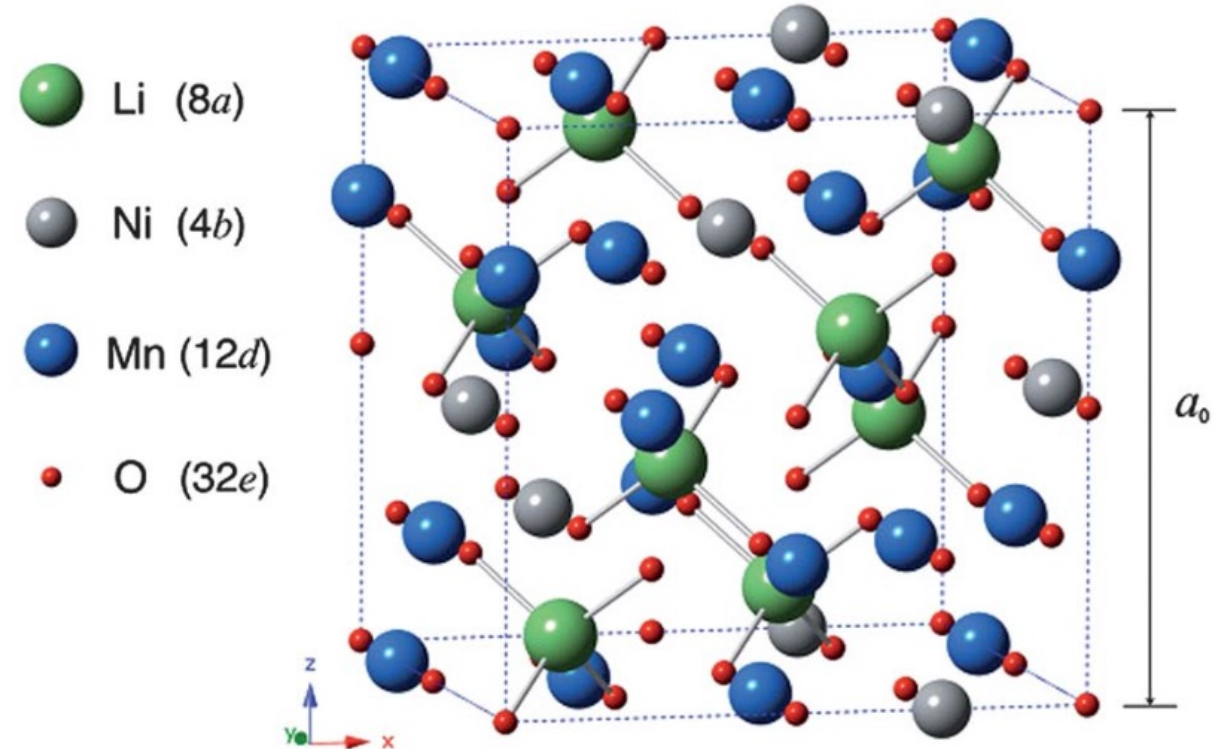 Li (8a)
Ni (4b)
Mn (12d)
O (32e)
a₀
z
y
x